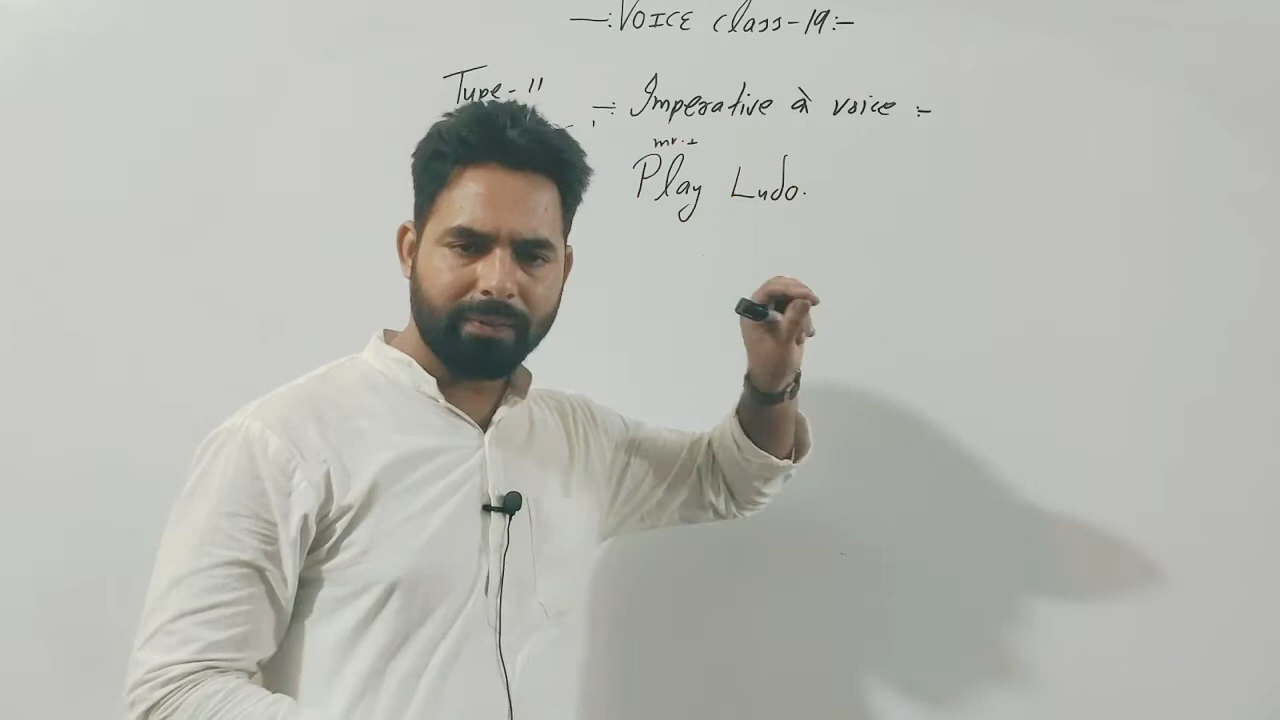 —:VOICE class-19:-
Type-11
:- Imperative à voice :-
Play Ludo.